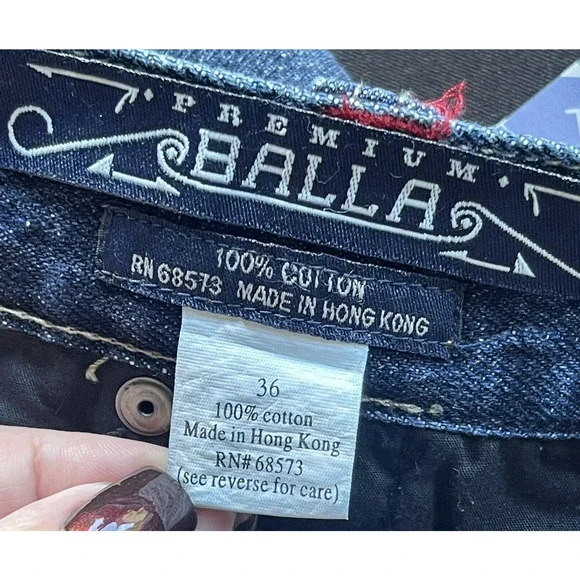 PREMIUM
BALLA
100% COTTON
RN 68573 MADE IN HONG KONG
36
100% cotton
Made in Hong Kong
RN# 68573
(see reverse for care)